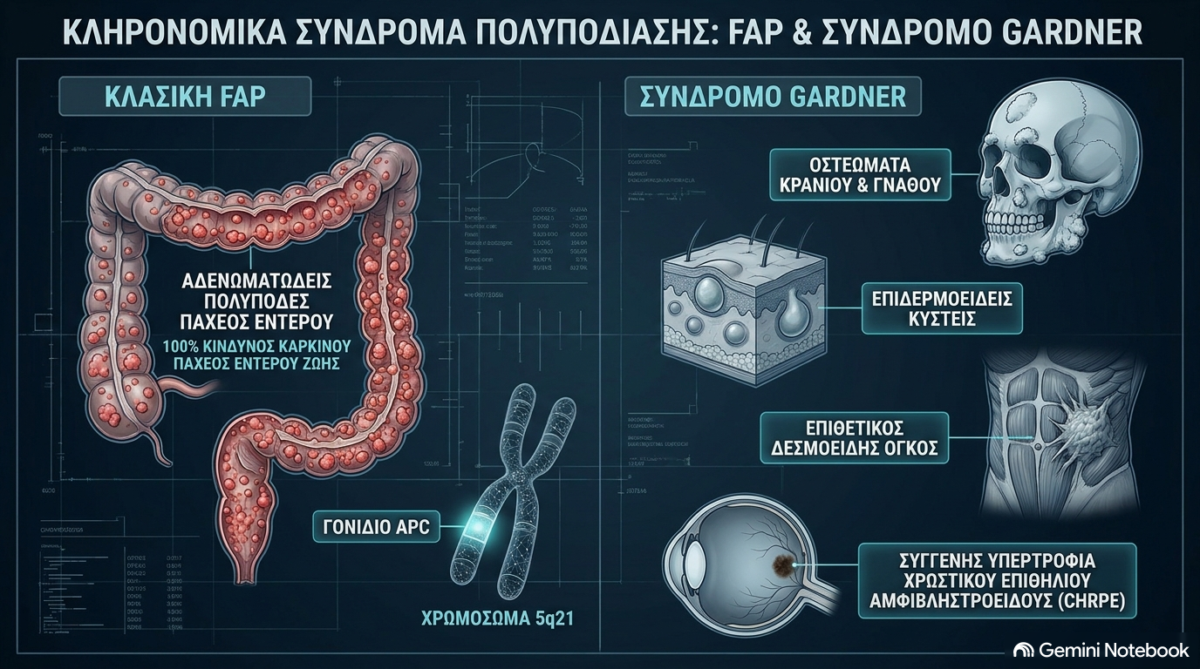 ΚΛΗΡΟΝΟΜΙΚΑ ΣΥΝΔΡΟΜΑ ΠΟΛΥΠΟΔΙΑΣΗΣ: FAP & ΣΥΝΔΡΟΜΟ GARDNER
ΚΛΑΣΙΚΗ FAP
ΑΔΕΝΩΜΑΤΩΔΕΙΣ
ΠΟΛΥΠΟΔΕΣ
ΠΑΧΕΟΣ ΕΝΤΕΡΟΥ
100% ΚΙΝΔΥΝΟΣ ΚΑΡΚΙΝΟΥ
ΠΑΧΕΟΣ ΕΝΤΕΡΟΥ ΖΩΗΣ
ΓΟΝΙΔΙΟ APC
ΧΡΩΜΟΣΩΜΑ 5q21
ΣΥΝΔΡΟΜΟ GARDNER
ΟΣΤΕΩΜΑΤΑ
ΚΡΑΝΙΟΥ & ΓΝΑΘΟΥ
ΕΠΙΔΕΡΜΟΕΙΔΕΙΣ
ΚΥΣΤΕΙΣ
ΕΠΙΘΕΤΙΚΟΣ
ΔΕΣΜΟΕΙΔΗΣ ΟΓΚΟΣ
ΣΥΓΓΕΝΗΣ ΥΠΕΡΤΡΟΦΙΑ
ΧΡΩΣΤΙΚΟΥ ΕΠΙΘΗΛΙΟΥ
ΑΜΦΙΒΛΗΣΤΡΟΕΙΔΟΥΣ (CHRPE)
Gemini Notebook